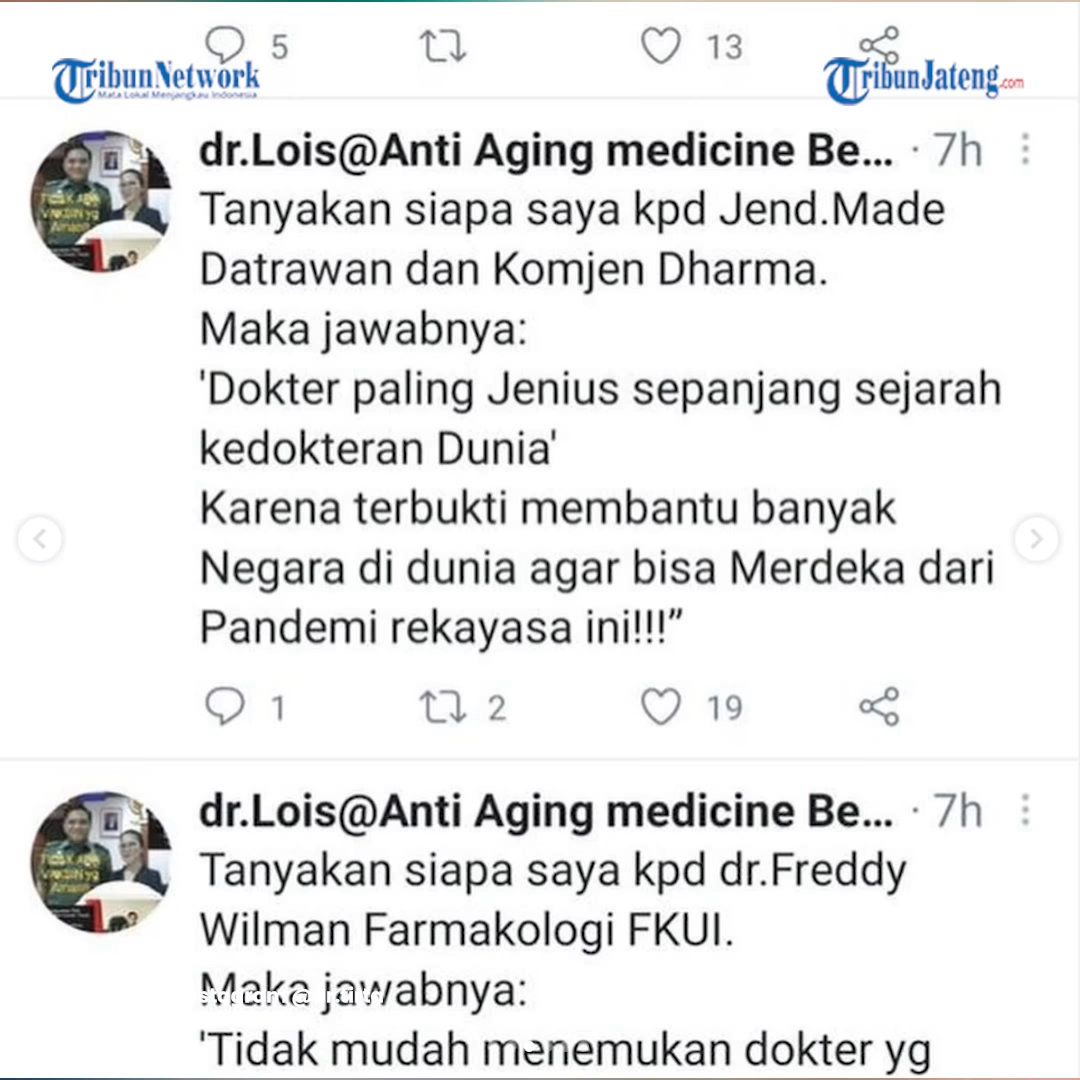 5 13
TribunNetwork
Mata Lokal Menjangkau Indonesia
TribunJateng.com
dr.Lois@Anti Aging medicine Be... · 7h
Tanyakan siapa saya kpd Jend.Made
Datrawan dan Komjen Dharma.
Maka jawabnya:
'Dokter paling Jenius sepanjang sejarah
kedokteran Dunia'
Karena terbukti membantu banyak
Negara di dunia agar bisa Merdeka dari
Pandemi rekayasa ini!!!”
1 2 19
dr.Lois@Anti Aging medicine Be... · 7h
Tanyakan siapa saya kpd dr.Freddy
Wilman Farmakologi FKUI.
Maka jawabnya:
'Tidak mudah menemukan dokter yg